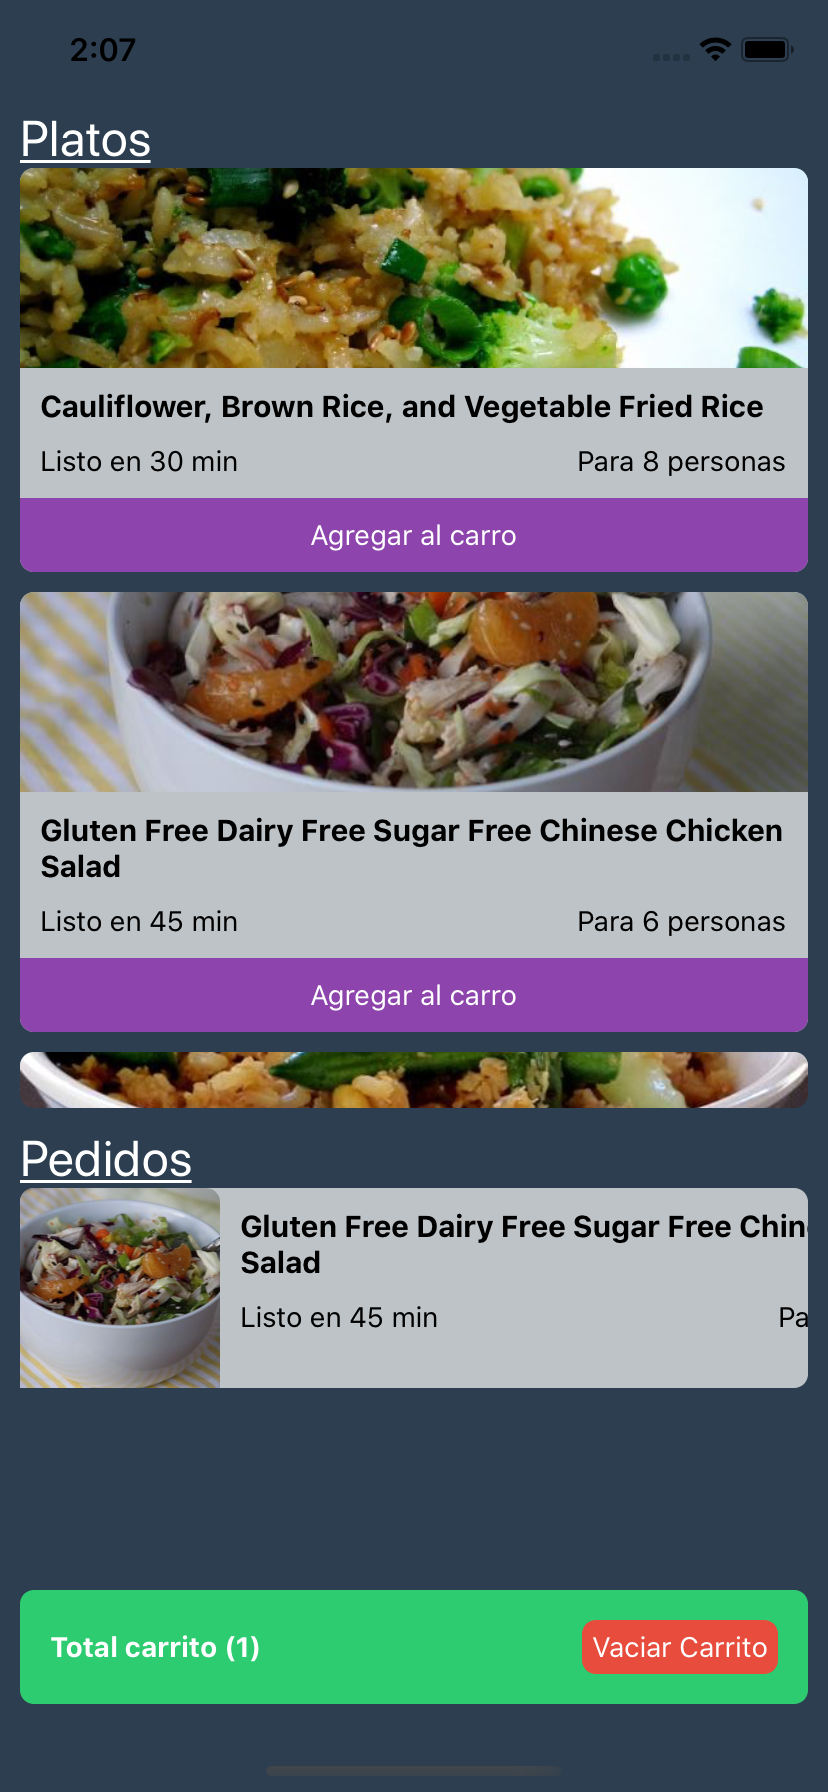 2:07
Platos
Cauliflower, Brown Rice, and Vegetable Fried Rice
Listo en 30 min
Para 8 personas
Agregar al carro
Gluten Free Dairy Free Sugar Free Chinese Chicken
Salad
Listo en 45 min
Para 6 personas
Agregar al carro
Pedidos
Gluten Free Dairy Free Sugar Free Chin
Salad
Listo en 45 min
Pa
Total carrito (1)
Vaciar Carrito